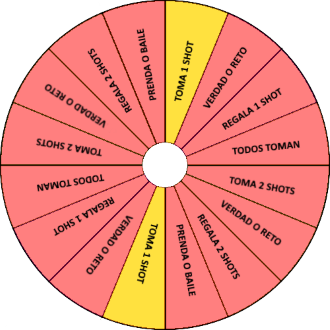 TOMA 1 SHOT
VERDAD O RETO
REGALA 1 SHOT
TODOS TOMAN
TOMA 2 SHOTS
VERDAD O RETO
REGALA 2 SHOTS
PRENDA O BAILE
TOMA 1 SHOT
VERDAD O RETO
REGALA 1 SHOT
TODOS TOMAN
TOMA 2 SHOTS
VERDAD O RETO
REGALA 2 SHOTS
PRENDA O BAILE